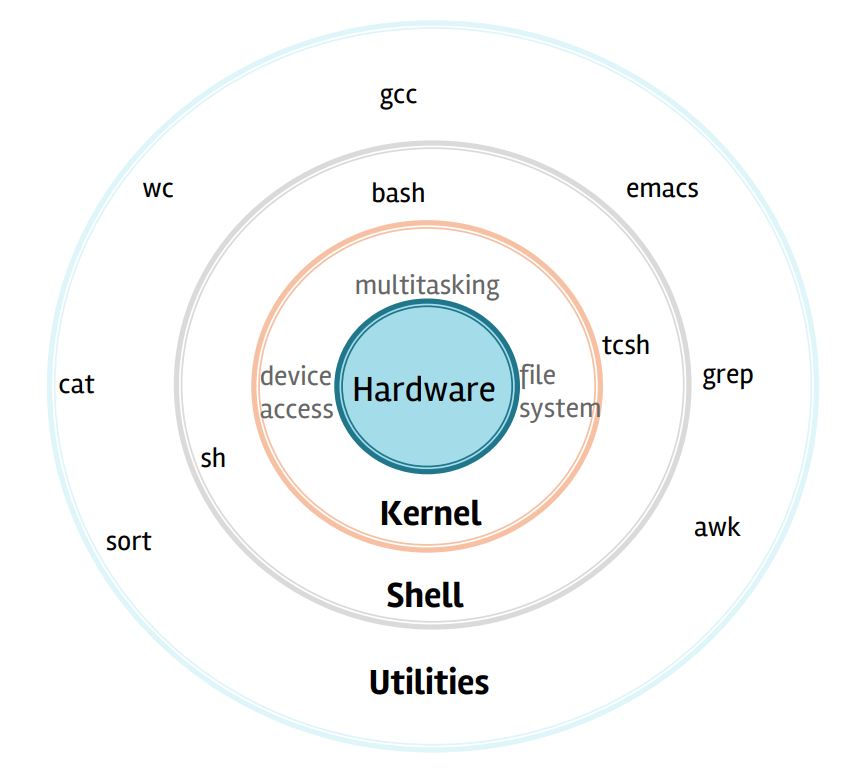 gcc
wc
emacs
bash
multitasking
tcsh
device
access
Hardware
file
system
cat
grep
sh
Kernel
awk
sort
Shell
Utilities